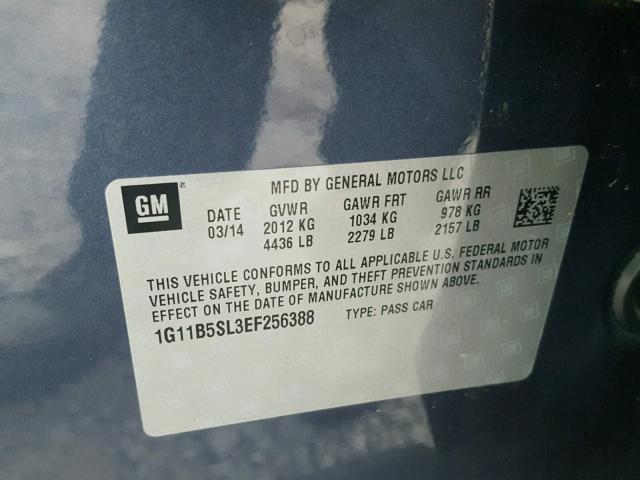 GM ®
MFD BY GENERAL MOTORS LLC
DATE GVWR GAWR FRT GAWR RR
03/14 2012 KG 1034 KG 978 KG
4436 LB 2279 LB 2157 LB
THIS VEHICLE CONFORMS TO ALL APPLICABLE U.S. FEDERAL MOTOR
VEHICLE SAFETY, BUMPER, AND THEFT PREVENTION STANDARDS IN
EFFECT ON THE DATE OF MANUFACTURE SHOWN ABOVE.
1G11B5SL3EF256388 TYPE: PASS CAR